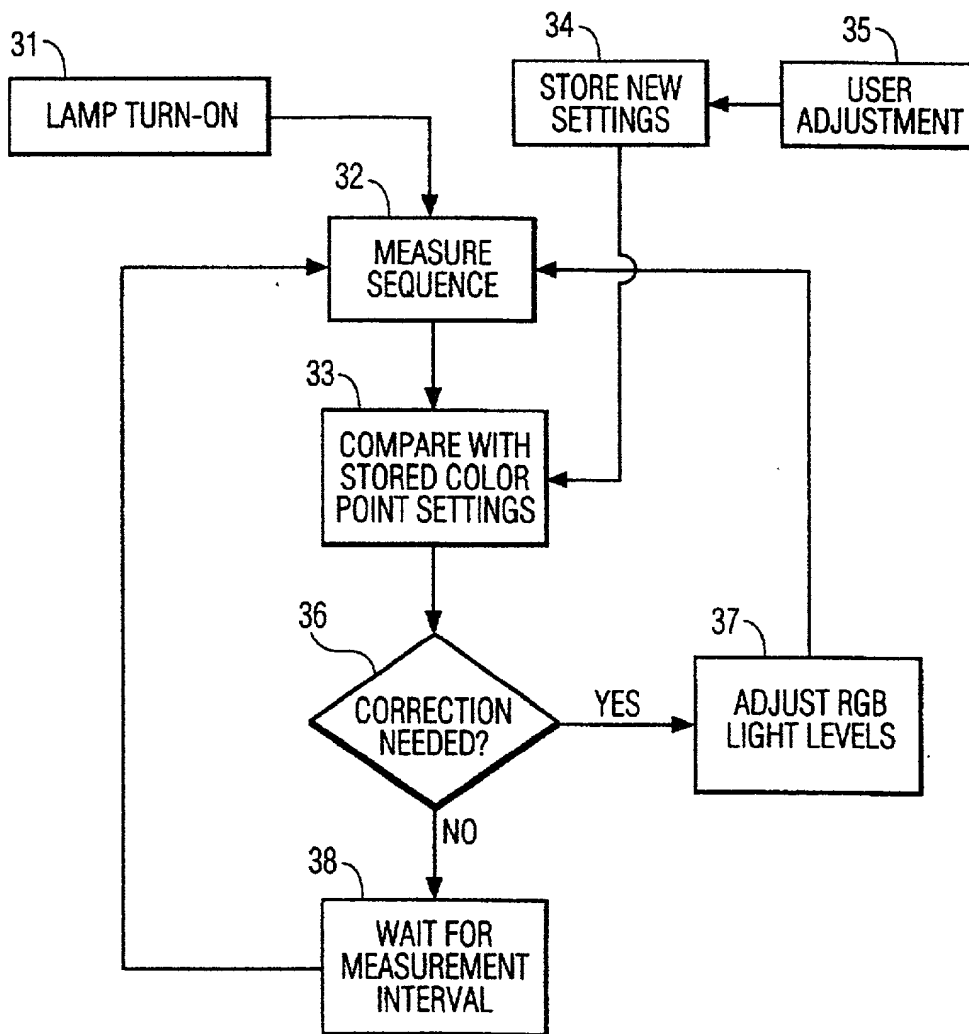 31
LAMP TURN-ON
34
STORE NEW
SETTINGS
35
USER
ADJUSTMENT
32
MEASURE
SEQUENCE
33
COMPARE WITH
STORED COLOR
POINT SETTINGS
36
CORRECTION
NEEDED?
YES
37
ADJUST RGB
LIGHT LEVELS
NO
38
WAIT FOR
MEASUREMENT
INTERVAL